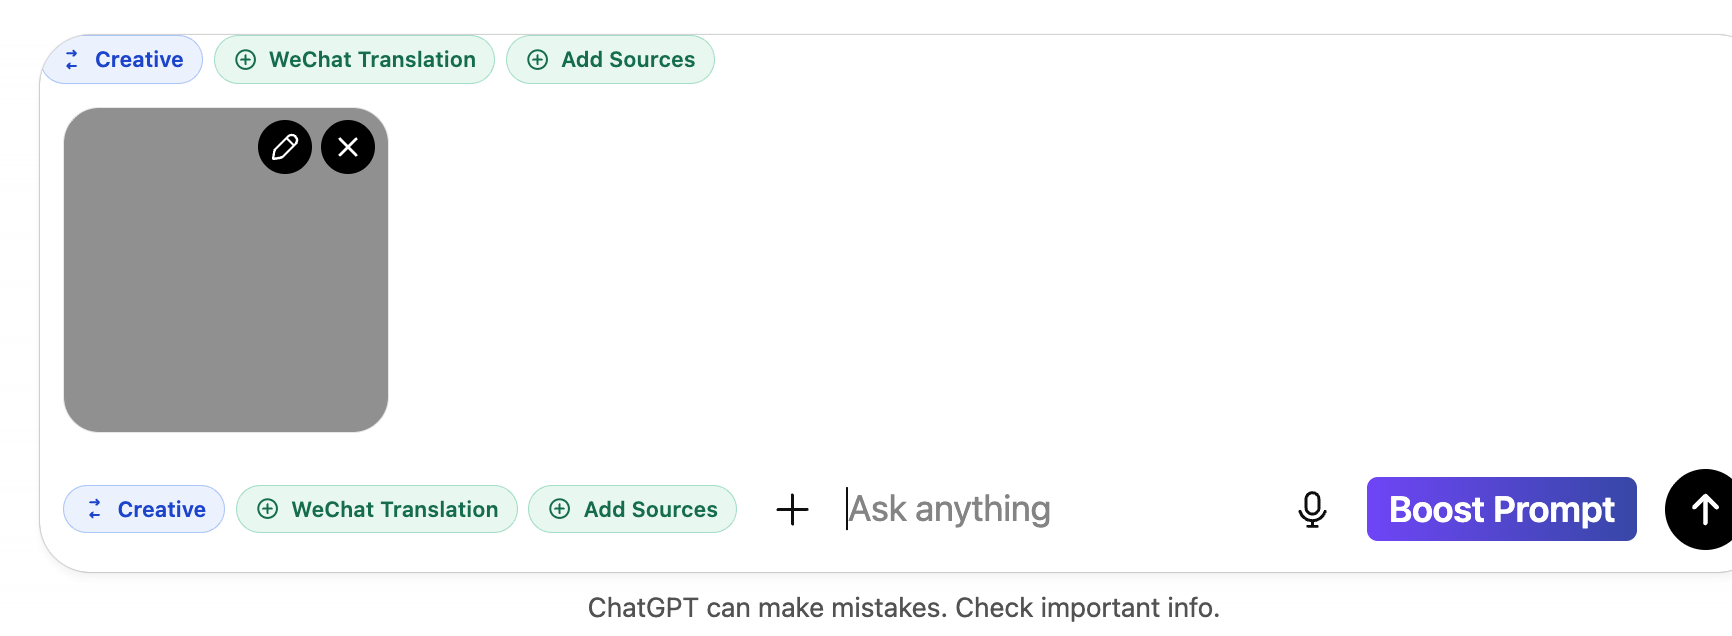 Creative WeChat Translation Add Sources
Creative WeChat Translation Add Sources Ask anything Boost Prompt
ChatGPT can make mistakes. Check important info.